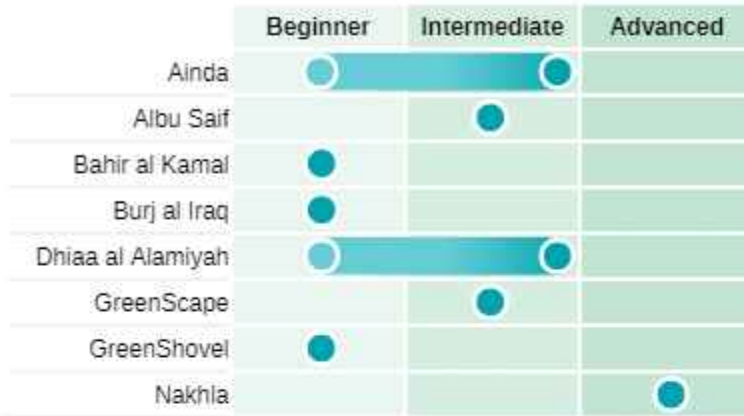 Beginner Intermediate Advanced
Ainda
Albu Saif
Bahir al Kamal
Burj al Iraq
Dhiaa al Alamiyah
GreenScape
GreenShovel
Nakhla